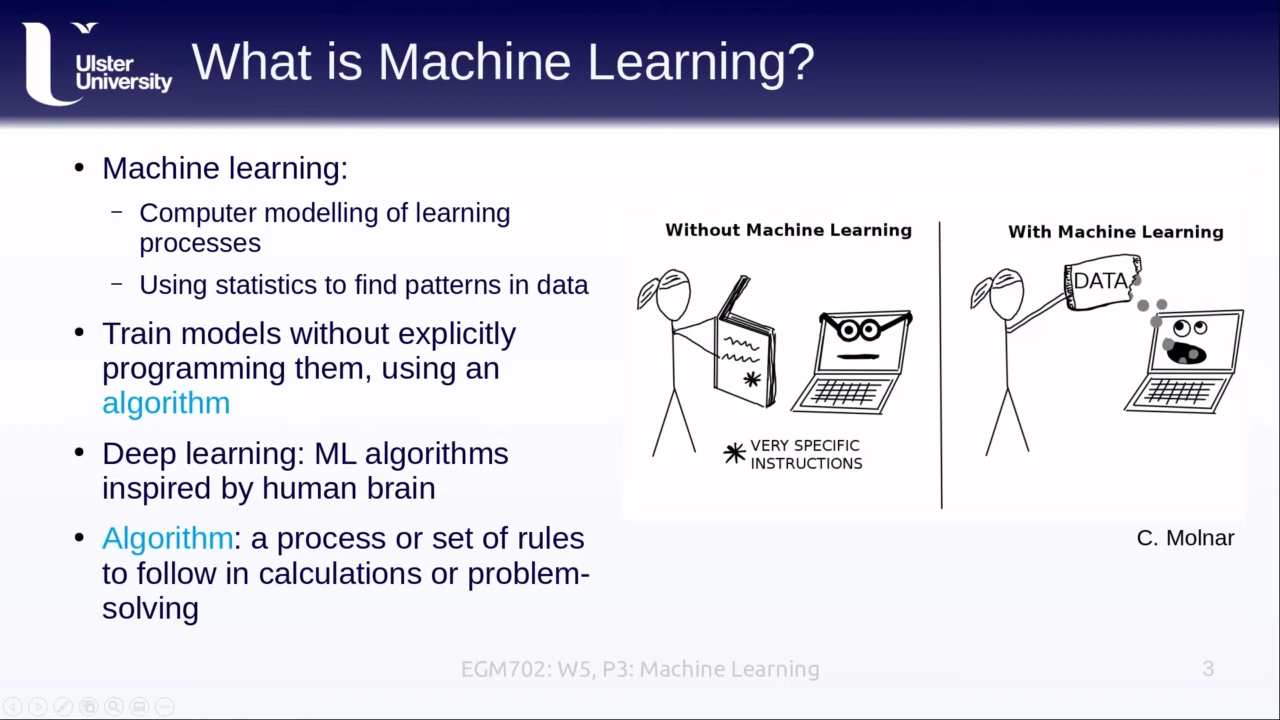 Ulster
University
What is Machine Learning?
• Machine learning:
– Computer modelling of learning
processes
– Using statistics to find patterns in data
• Train models without explicitly
programming them, using an
algorithm
• Deep learning: ML algorithms
inspired by human brain
• Algorithm: a process or set of rules
to follow in calculations or problem-
solving
Without Machine Learning
VERY SPECIFIC
INSTRUCTIONS
With Machine Learning
DATA
C. Molnar
EGM702: W5, P3: Machine Learning
3